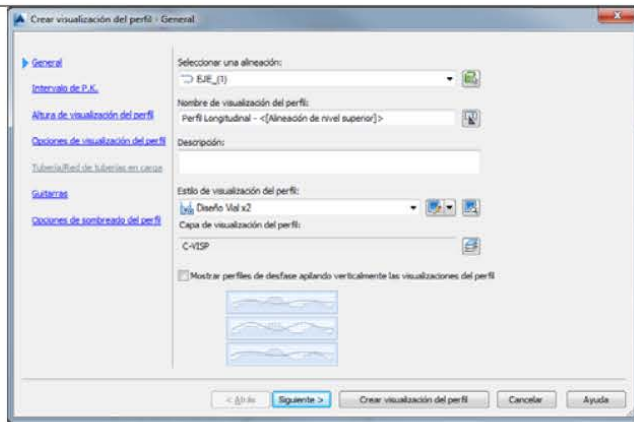 Crear visualización del perfil - General
General
Intervalo de P.K.
Altura de visualización del perfil
Opciones de visualización del perfil
Tubería/Red de tuberías en carga
Guitarras
Opciones de sombreado del perfil
Seleccionar una alineación:
EJE_(1)
Nombre de visualización del perfil:
Perfil Longitudinal - <[Alineación de nivel superior]>
Descripción:
Estilo de visualización del perfil:
Diseño Vial x2
Capa de visualización del perfil:
C-VISP
Mostrar perfiles de desfase apilando verticalmente las visualizaciones del perfil
< Atrás
Siguiente >
Crear visualización del perfil
Cancelar
Ayuda